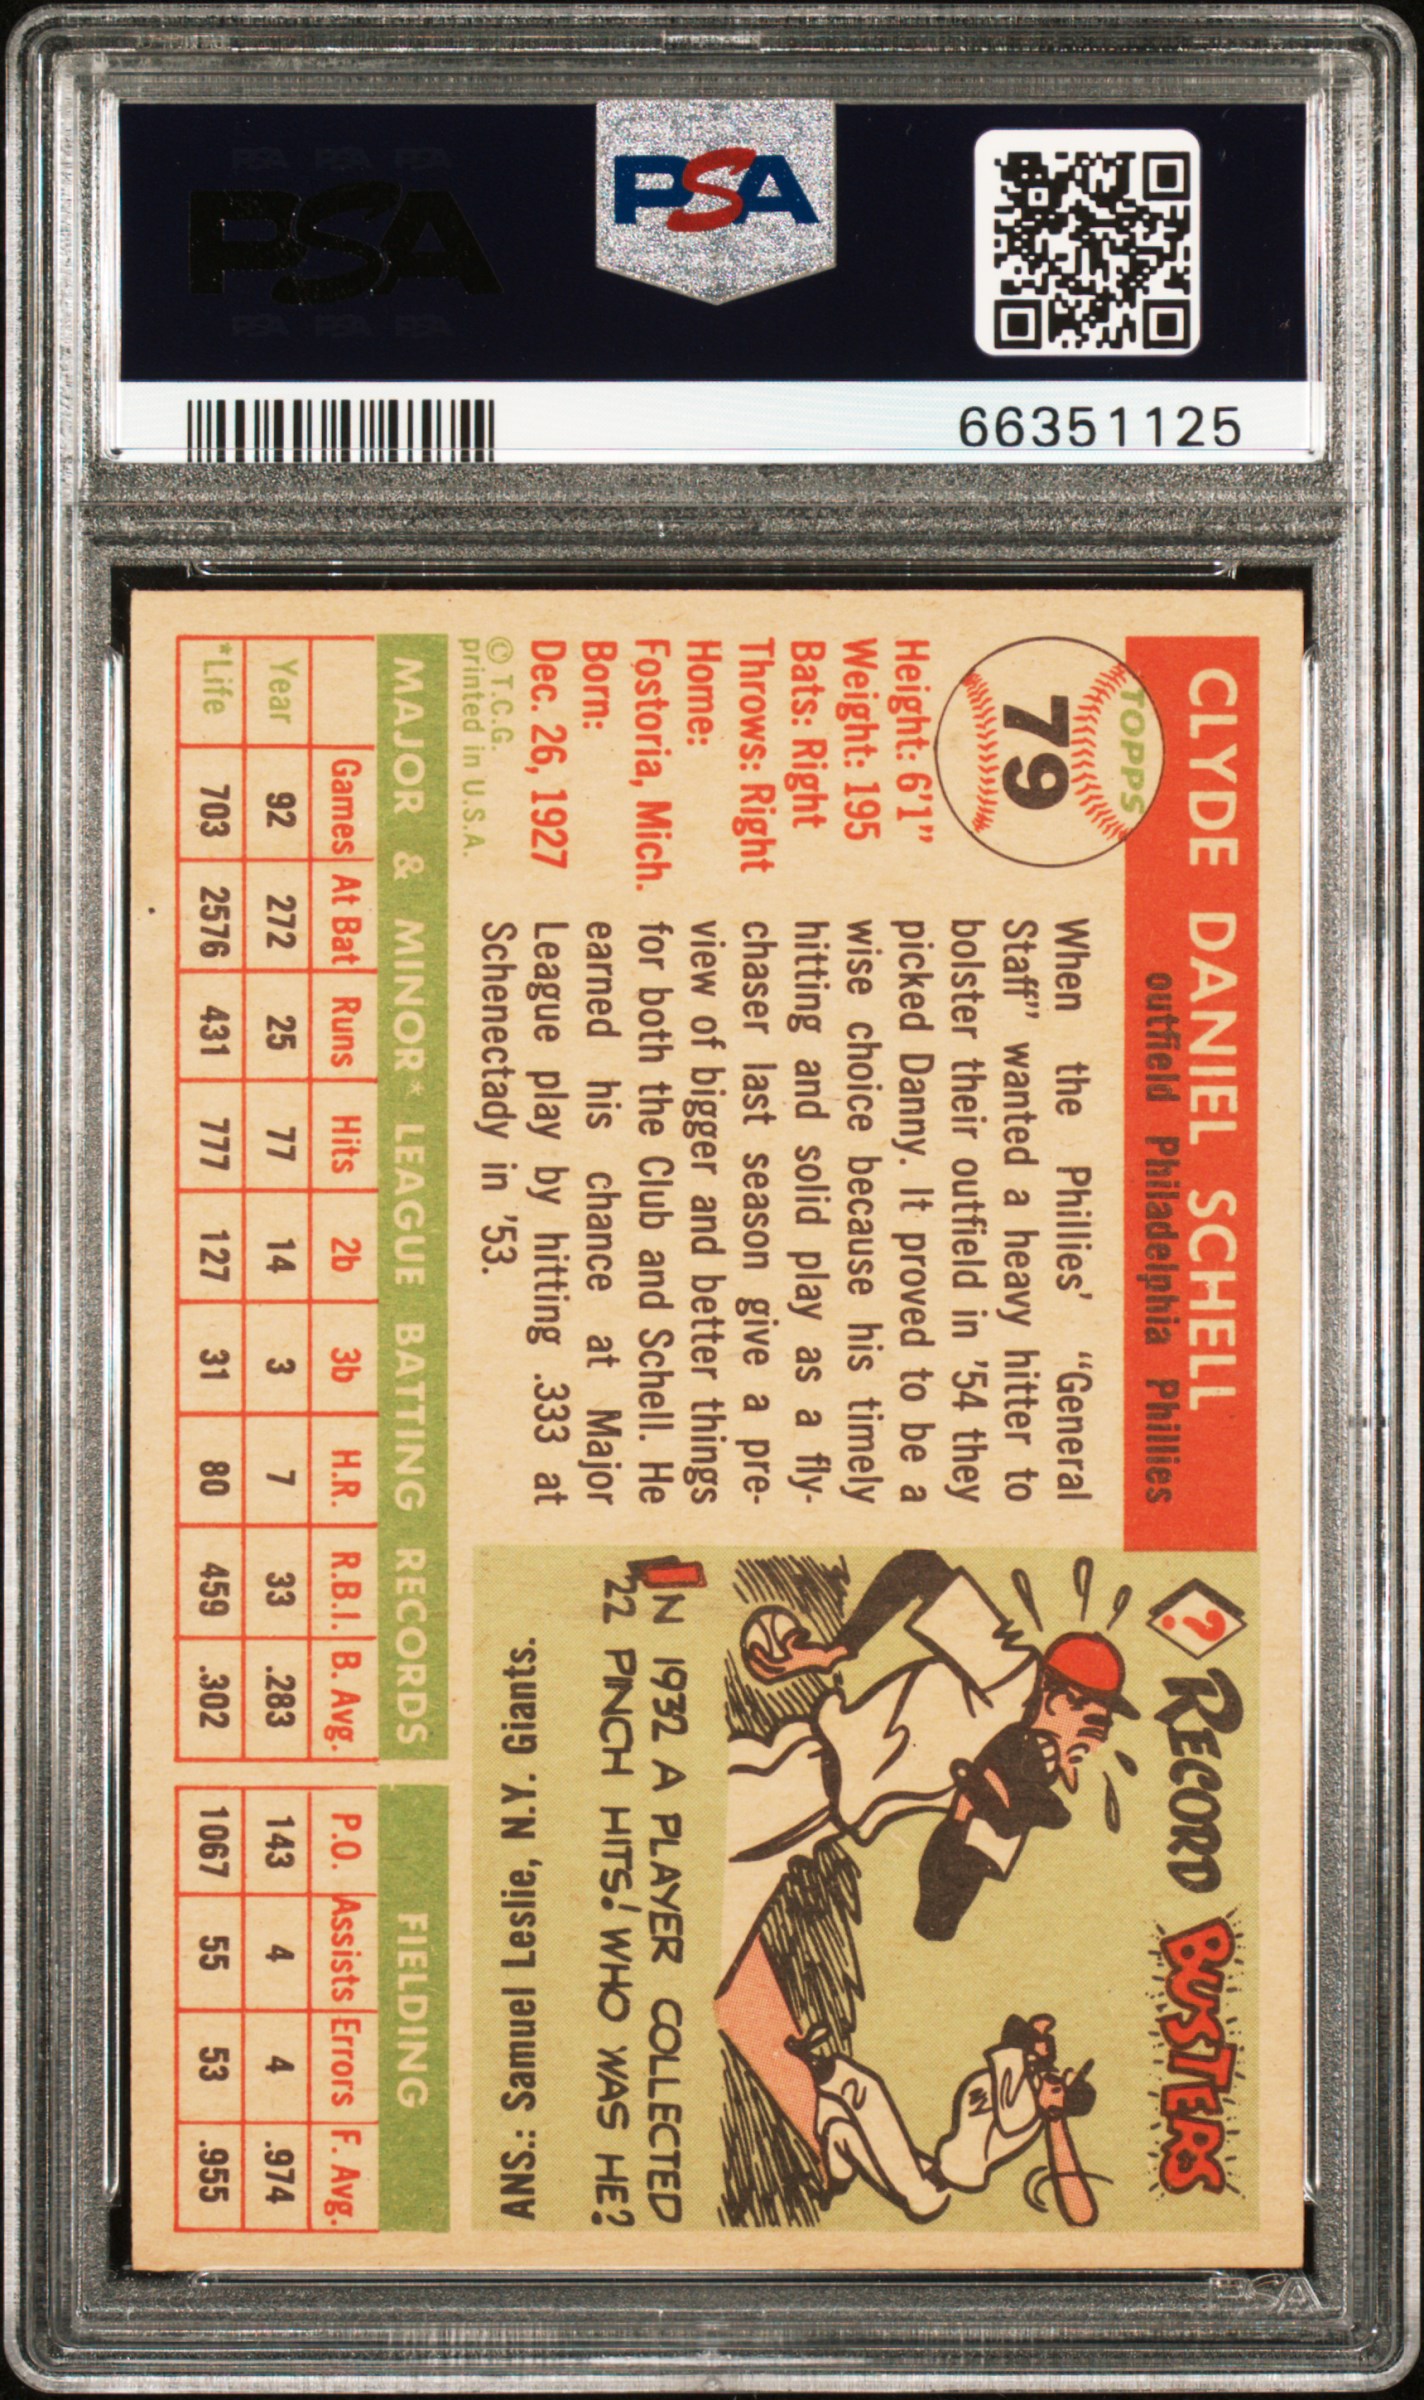 PSA PSA PSA
PSA
PSA PSA PSA
PSA
66351125
CLYDE DANIEL SCHELL
outfield Philadelphia Phillies
TOPPS
79
Height: 6'1"
Weight: 195
Bats: Right
Throws: Right
Home:
Fostoria, Mich.
Born:
Dec. 26, 1927
© T.C.G.
printed in U.S.A.
When the Phillies' "General
Staff" wanted a heavy hitter to
bolster their outfield in '54 they
picked Danny. It proved to be a
wise choice because his timely
hitting and solid play as a fly-
chaser last season give a pre-
view of bigger and better things
for both the Club and Schell. He
earned his chance at Major
League play by hitting .333 at
Schenectady in '53.
? RECORD BUSTERS
IN 1932 A PLAYER COLLECTED
22 PINCH HITS! WHO WAS HE?
ANS.: Samuel Leslie, N.Y. Giants.
MAJOR & MINOR* LEAGUE BATTING RECORDS FIELDING
Games At Bat Runs Hits 2b 3b H.R. R.B.I. B. Avg. P.O. Assists Errors F. Avg.
Year 92 272 25 77 14 3 7 33 .283 143 4 4 .974
*Life 703 2576 431 777 127 31 80 459 .302 1067 55 53 .955
PSA